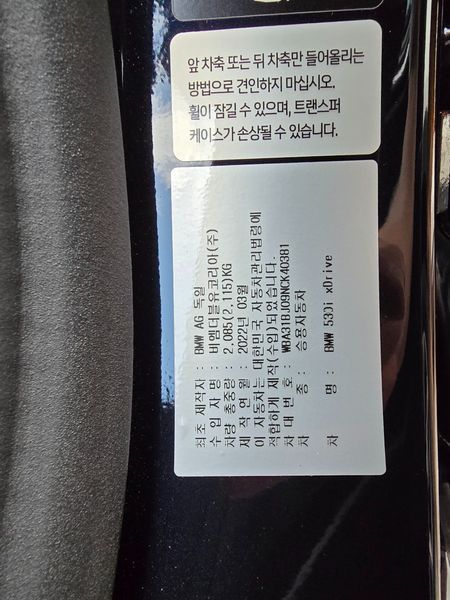 앞 차축 또는 뒤 차축만 들어올리는
방법으로 견인하지 마십시오.
휠이 잠길 수 있으며, 트랜스퍼
케이스가 손상될 수 있습니다.
최초 제작자 : BMW AG 독일
수 입 자 명 : 비엠더블유코리아(주)
차량 총중량 : 2,085(2,115)KG
제 작 연 월 : 2022년 03월
이 자동차는 대한민국 자동차관리법령에
적합하게 제작(수입)되었습니다.
차 대 번 호 : WBA31BJ09NCK40381
차 종 : 승용자동차
차 명 : BMW 530i xDrive